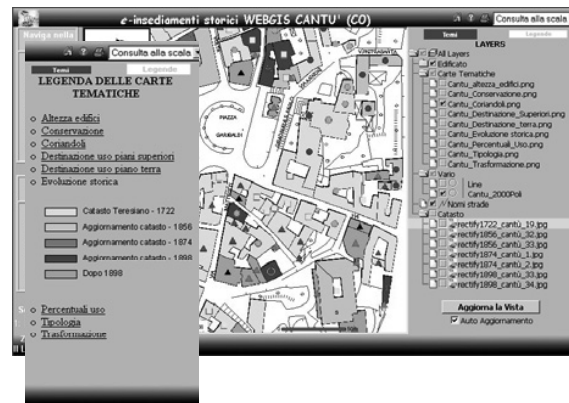 e-insediamenti storici WEBGIS CANTU' (CO)
Consulta alla scala
Naviga nella
Consulta alla scala
Temi
Legenda
LEGENDA DELLE CARTE
TEMATICHE
Altezza edifici
Conservazione
Coriandoli
Destinazione uso piani superiori
Destinazione uso piano terra
Evoluzione storica
Catasto Teresiano - 1722
Aggiornamento catasto - 1856
Aggiornamento catasto - 1874
Aggiornamento catasto - 1898
Dopo 1898
Percentuali uso
Tipologia
Trasformazione
PIAZZA
GARIBALDI
Temi
Legenda
LAYERS
All Layers
Edificato
Carte Tematiche
Cantu_altezza_edifici.png
Cantu_Conservazione.png
Cantu_Coriandoli.png
Cantu_Destinazione_Superiori.png
Cantu_Destinazione_terra.png
Cantu_Evoluzione storica.png
Cantu_Percentuali_Uso.png
Cantu_Tipologia.png
Cantu_Trasformazione.png
Vario
Line
Cantu_2000Poli
Nomi strade
Catasto
rectify1722_cantù_19.jpg
rectify1856_cantù_32.jpg
rectify1856_cantù_33.jpg
rectify1874_cantù_1.jpg
rectify1874_cantù_2.jpg
rectify1898_cantù_33.jpg
rectify1898_cantù_34.jpg
Aggiorna la Vista
Auto Aggiornamento